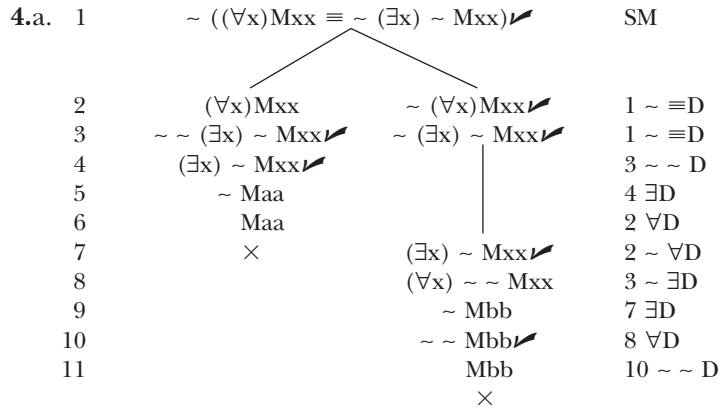 4.a. 1 ~ ((∀x)Mxx ≡ ~ (∃x) ~ Mxx)✔ SM
2 (∀x)Mxx ~ (∀x)Mxx✔ 1 ~ ≡D
3 ~ ~ (∃x) ~ Mxx✔ ~ (∃x) ~ Mxx✔ 1 ~ ≡D
4 (∃x) ~ Mxx✔ 3 ~ ~ D
5 ~ Maa 4 ∃D
6 Maa 2 ∀D
7 × (∃x) ~ Mxx✔ 2 ~ ∀D
8 (∀x) ~ ~ Mxx 3 ~ ∃D
9 ~ Mbb 7 ∃D
10 ~ ~ Mbb✔ 8 ∀D
11 Mbb 10 ~ ~ D
×